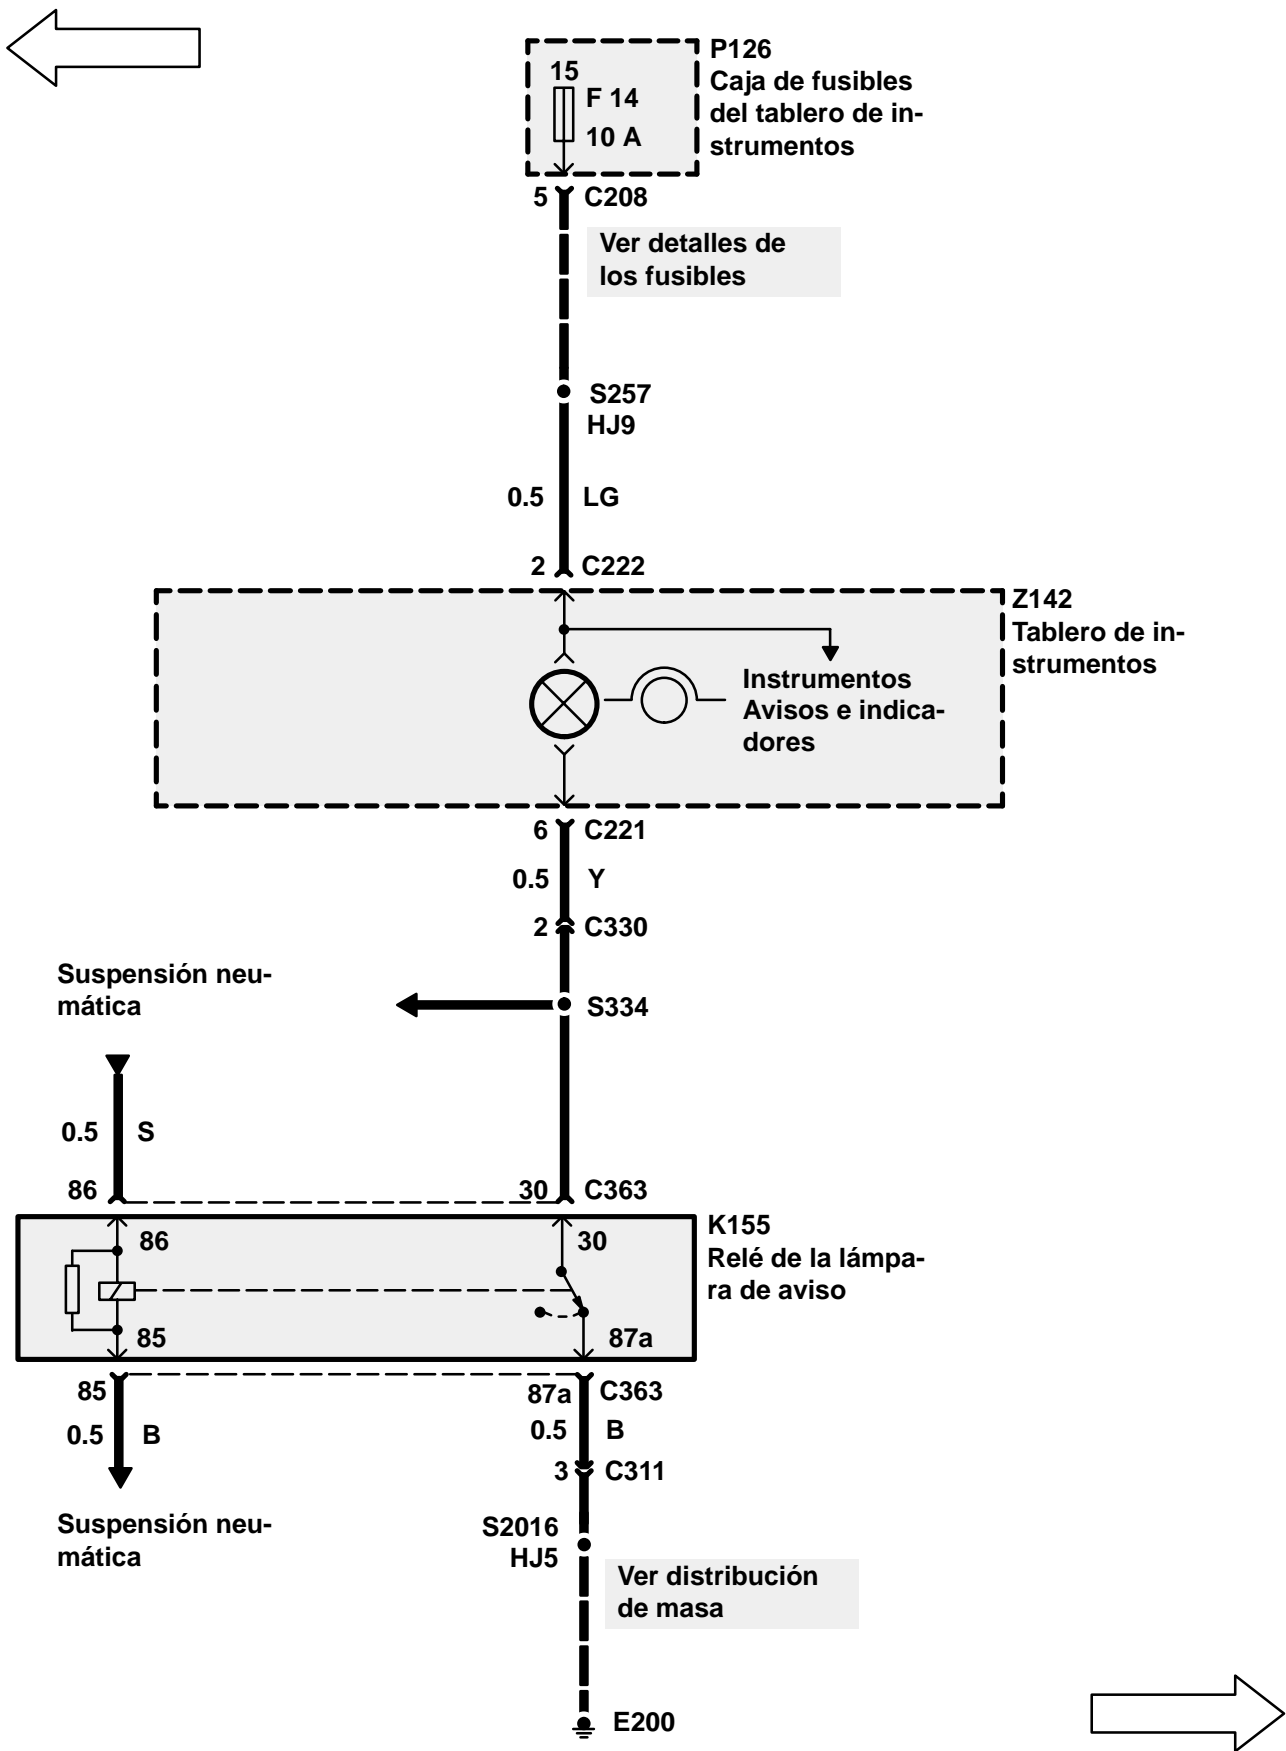 P126
Caja de fusibles
del tablero de in-
strumentos
15
F 14
10 A
5
C208
Ver detalles de
los fusibles
S257
HJ9
0.5
LG
2
C222
Z142
Tablero de in-
strumentos
Instrumentos
Avisos e indica-
dores
6
C221
0.5
Y
2
C330
Suspensión neu-
mática
S334
0.5
S
86
30
C363
86
30
K155
Relé de la lámpa-
ra de aviso
85
87a
85
87a
C363
0.5
B
0.5
B
3
C311
Suspensión neu-
mática
S2016
HJ5
Ver distribución
de masa
E200